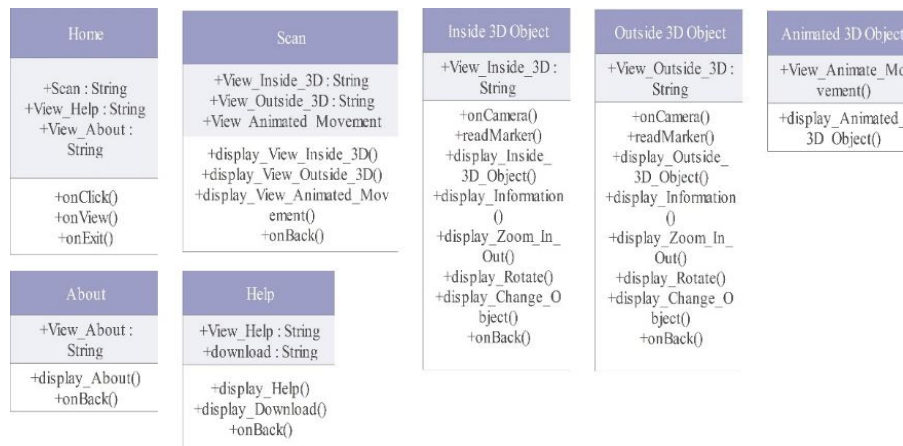 Home
+Scan : String
+View_Help : String
+View_About :
String
+onClick()
+onView()
+onExit()
Scan
+View_Inside_3D : String
+View_Outside_3D : String
+View Animated Movement
+display_View_Inside_3D()
+display_View_Outside_3D()
+display_View_Animated_Mov
ement()
+onBack()
Inside 3D Object
+View_Inside_3D :
String
+onCamera()
+readMarker()
+display_Inside_
3D_Object()
+display_Information
()
+display_Zoom_In_
Out()
+display_Rotate()
+display_Change_O
bject()
+onBack()
Outside 3D Object
+View_Outside_3D :
String
+onCamera()
+readMarker()
+display_Outside_
3D_Object()
+display_Information
()
+display_Zoom_In_
Out()
+display_Rotate()
+display_Change_O
bject()
+onBack()
Animated 3D Object
+View_Animate_Mo
vement()
+display_Animated_
3D_Object()
About
+View_About :
String
+display_About()
+onBack()
Help
+View_Help : String
+download : String
+display_Help()
+display_Download()
+onBack()